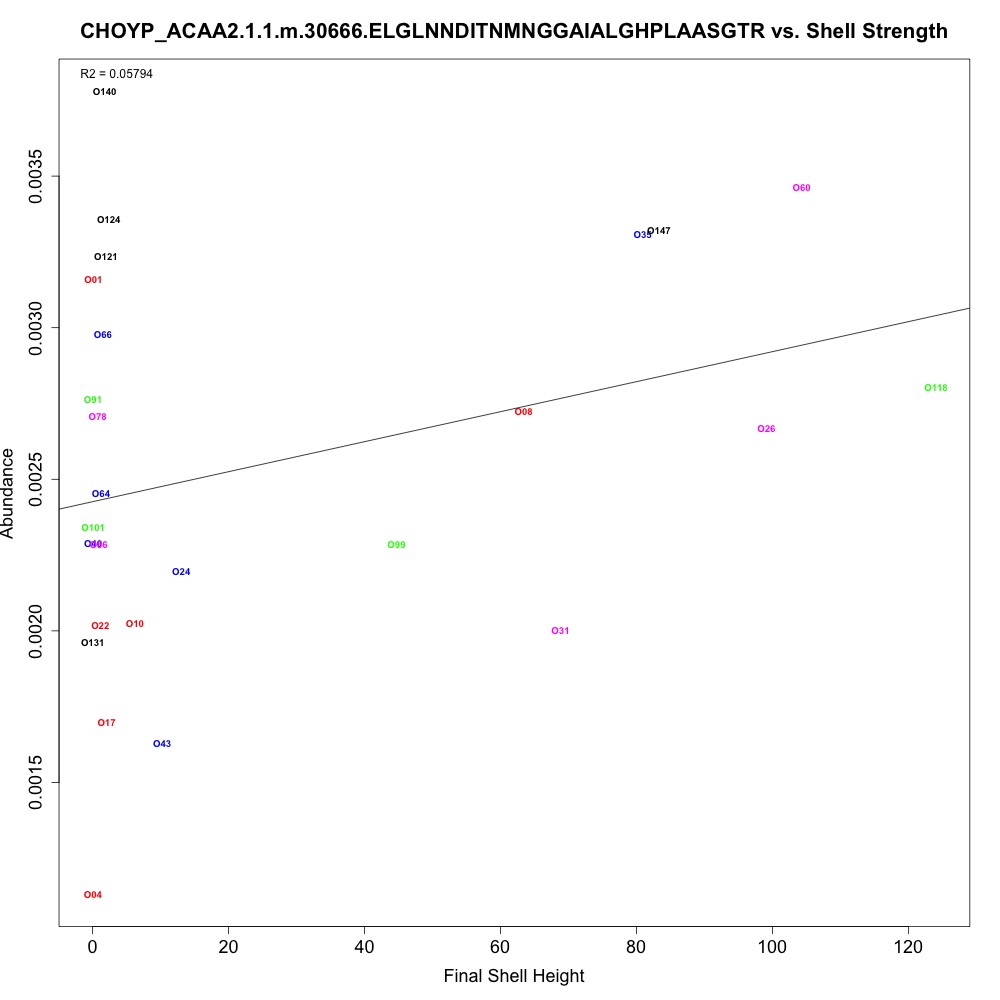 CHOYP_ACAA2.1.1.m.30666.ELGLNNDITNMNGGAIALGHPLAASGTR vs. Shell Strength
R2 = 0.05794
O140
0.0035
O60
O124
O147
O35
O121
O01
0.0030
O66
O118
O91
O08
O78
O26
0.0025
O64
Abundance
O101
O40
O99
O24
O10
O22
0.0020
O31
O131
O17
O43
0.0015
O04
0 20 40 60 80 100 120
Final Shell Height